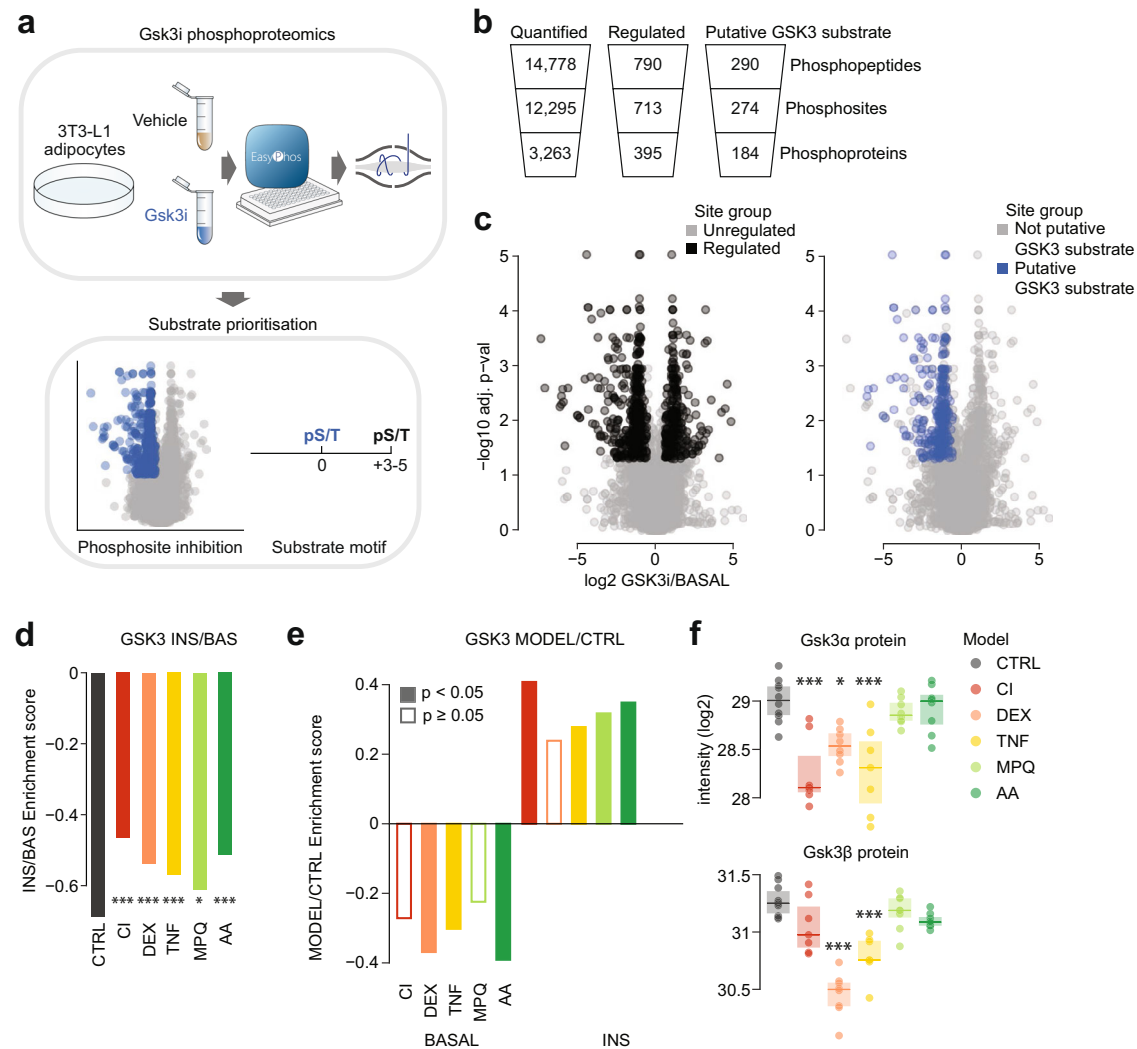 a
Gsk3i phosphoproteomics
Vehicle
3T3-L1
adipocytes
EasyPhos
Gsk3i
Substrate prioritisation
pS/T
pS/T
0
+3-5
Phosphosite inhibition
Substrate motif
b
Quantified
Regulated
Putative GSK3 substrate
14,778
790
290
Phosphopeptides
12,295
713
274
Phosphosites
3,263
395
184
Phosphoproteins
c
Site group
Unregulated
Regulated
Site group
Not putative
GSK3 substrate
Putative
GSK3 substrate
−log10 adj. p−val
5
4
3
2
1
0
−5
0
5
log2 GSK3i/BASAL
5
4
3
2
1
0
−5
0
5
d
GSK3 INS/BAS
INS/BAS Enrichment score
0
−0.2
−0.4
−0.6
***
***
***
*
***
CTRL
CI
DEX
TNF
MPQ
AA
e
GSK3 MODEL/CTRL
MODEL/CTRL Enrichment score
0.4
0.2
0
−0.2
−0.4
p < 0.05
p ≥ 0.05
CI
DEX
TNF
MPQ
AA
BASAL
INS
f
Gsk3α protein
intensity (log2)
29
28.5
28
***
*
***
Gsk3β protein
31.5
31
30.5
***
***
Model
CTRL
CI
DEX
TNF
MPQ
AA